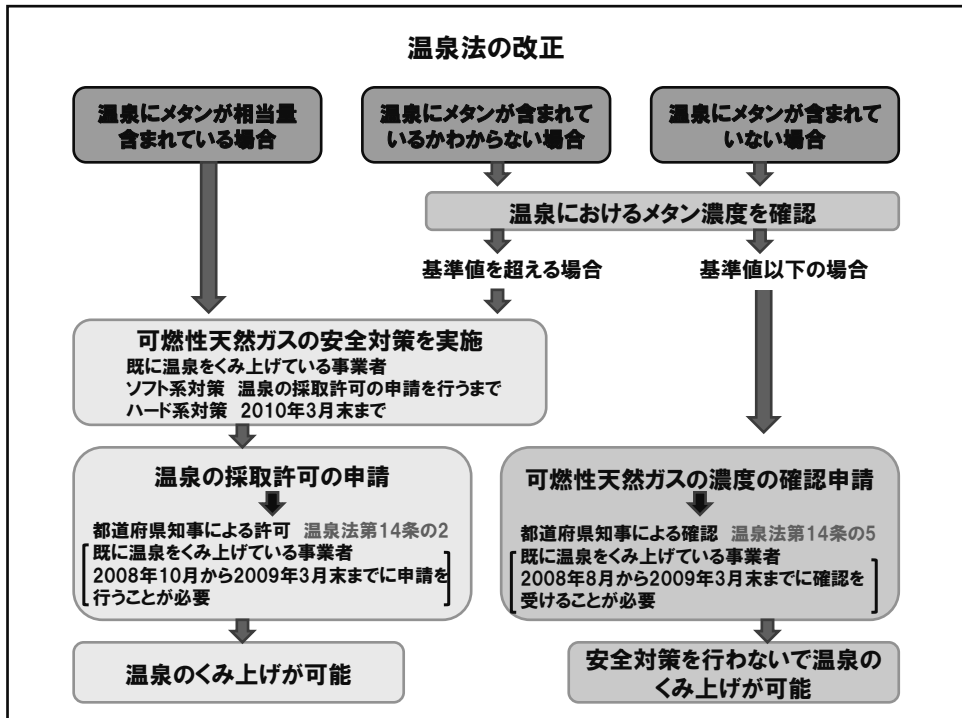 温泉法の改正
温泉にメタンが相当量
含まれている場合
温泉にメタンが含まれて
いるかわからない場合
温泉にメタンが含まれて
いない場合
温泉におけるメタン濃度を確認
基準値を超える場合
基準値以下の場合
可燃性天然ガスの安全対策を実施
既に温泉をくみ上げている事業者
ソフト系対策 温泉の採取許可の申請を行うまで
ハード系対策 2010年3月末まで
温泉の採取許可の申請
都道府県知事による許可 温泉法第14条の2
既に温泉をくみ上げている事業者
2008年10月から2009年3月末までに申請を
行うことが必要
温泉のくみ上げが可能
可燃性天然ガスの濃度の確認申請
都道府県知事による確認 温泉法第14条の5
既に温泉をくみ上げている事業者
2008年8月から2009年3月末までに確認を
受けることが必要
安全対策を行わないで温泉の
くみ上げが可能